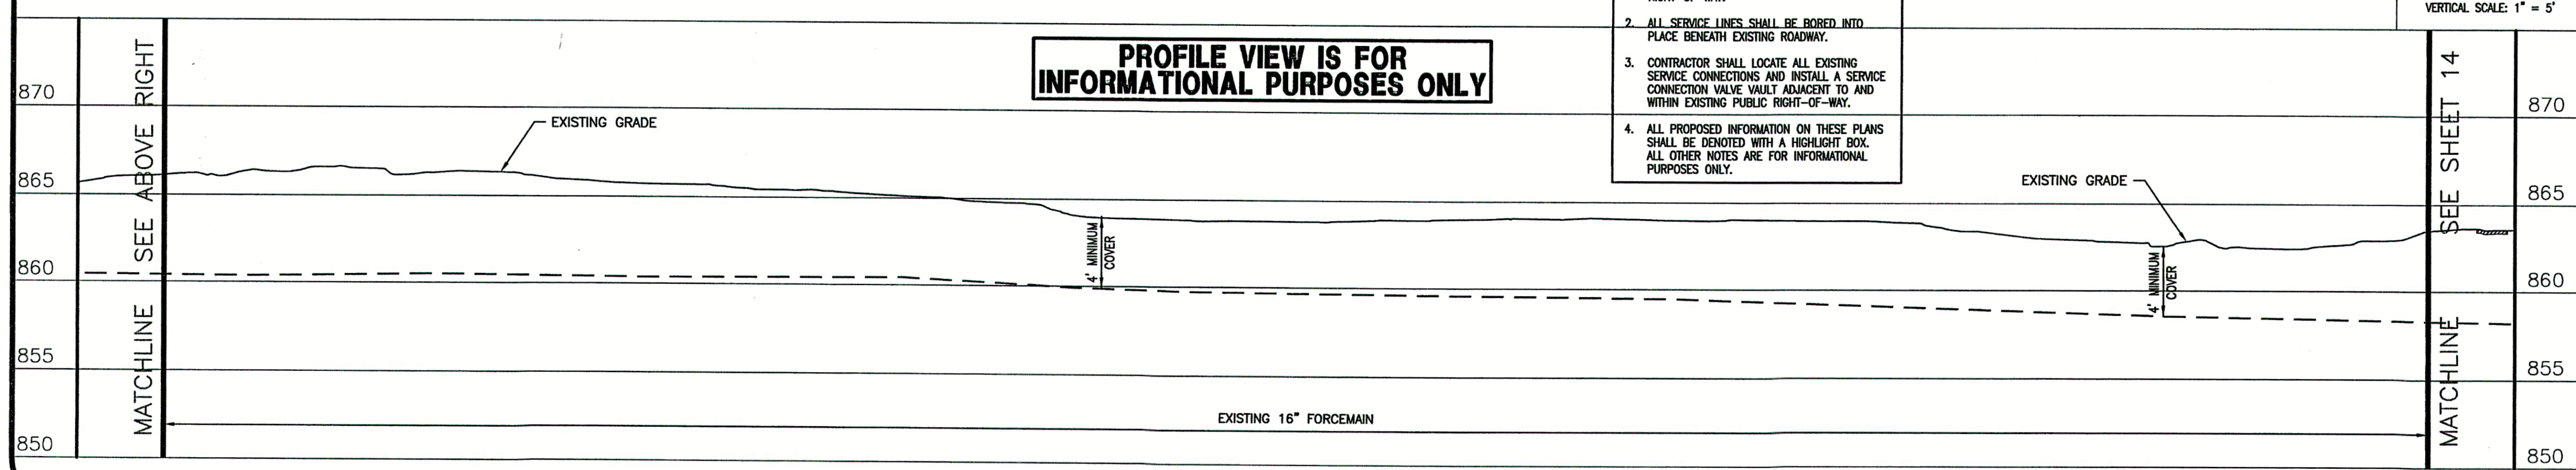 VERTICAL SCALE: 1" = 5'
2. ALL SERVICE LINES SHALL BE BORED INTO
PLACE BENEATH EXISTING ROADWAY.
3. CONTRACTOR SHALL LOCATE ALL EXISTING
SERVICE CONNECTIONS AND INSTALL A SERVICE
CONNECTION VALVE VAULT ADJACENT TO AND
WITHIN EXISTING PUBLIC RIGHT-OF-WAY.
4. ALL PROPOSED INFORMATION ON THESE PLANS
SHALL BE DENOTED WITH A HIGHLIGHT BOX.
ALL OTHER NOTES ARE FOR INFORMATIONAL
PURPOSES ONLY.
PROFILE VIEW IS FOR
INFORMATIONAL PURPOSES ONLY
870
865
860
855
850
MATCHLINE SEE ABOVE RIGHT
EXISTING GRADE
4' MINIMUM
COVER
EXISTING 16" FORCEMAIN
EXISTING GRADE
4' MINIMUM
COVER
MATCHLINE SEE SHEET 14
870
865
860
855
850